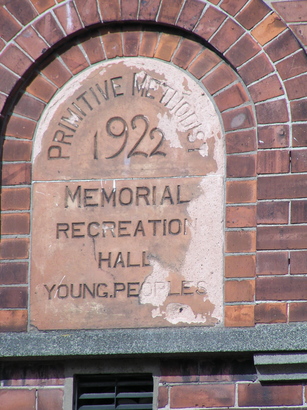 PRIMITIVE METHODIST
1922
MEMORIAL
RECREATION
HALL
YOUNG.PEOPLES